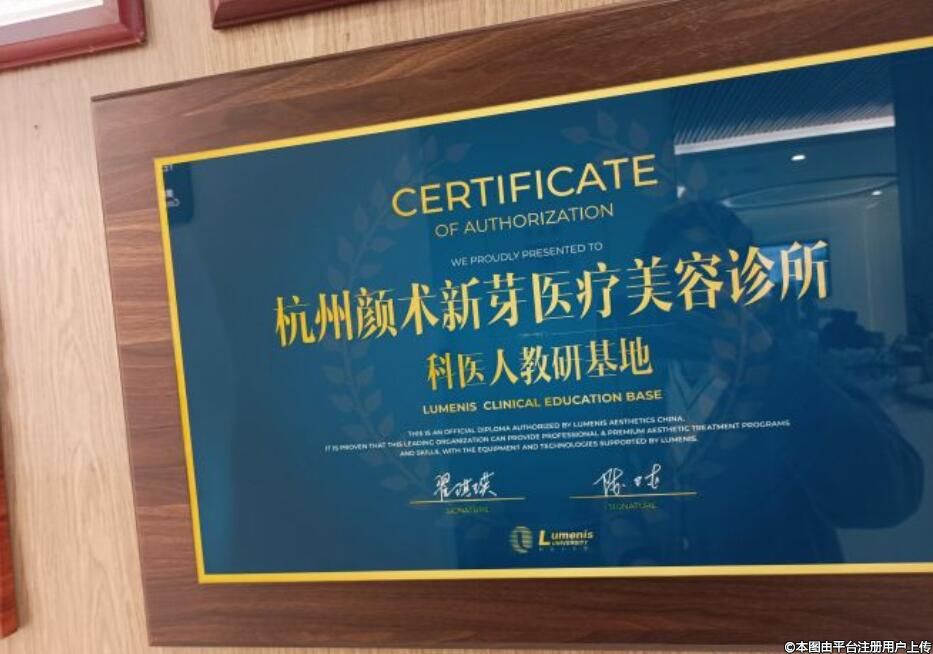 CERTIFICATE
OF AUTHORIZATION
WE PROUDLY PRESENTED TO
杭州颜术新芽医疗美容诊所
科医人教研基地
LUMENIS CLINICAL EDUCATION BASE
THIS IS AN OFFICIAL DIPLOMA AUTHORIZED BY LUMENIS AESTHETICS CHINA.
IT IS PROVEN THAT THIS LEADING ORGANIZATION CAN PROVIDE PROFESSIONAL & PREMIUM AESTHETIC TREATMENT PROGRAMS
AND SKILLS, WITH THE EQUIPMENT AND TECHNOLOGIES SUPPORTED BY LUMENIS.
SIGNATURE SIGNATURE
Lumenis
UNIVERSITY
©本图由平台注册用户上传